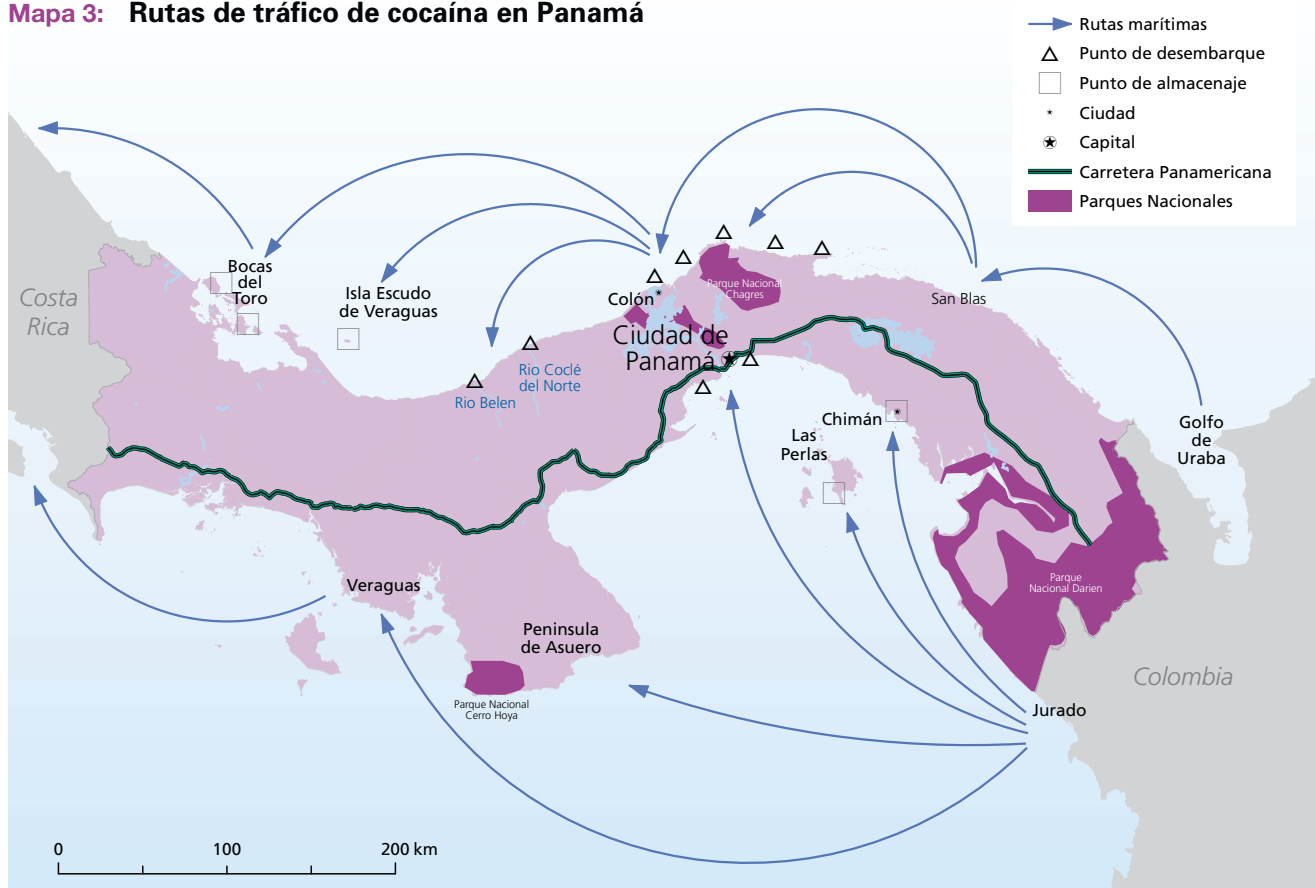 Mapa 3: Rutas de tráfico de cocaína en Panamá
Rutas marítimas
Punto de desembarque
Punto de almacenaje
Ciudad
Capital
Carretera Panamericana
Parques Nacionales
Costa
Rica
Bocas
del
Toro
Isla Escudo
de Veraguas
Colón
Parque Nacional
Chagres
San Blas
Ciudad de
Panamá
Rio Coclé
del Norte
Rio Belen
Chimán
Las
Perlas
Golfo
de
Uraba
Veraguas
Parque
Nacional Darien
Peninsula
de Asuero
Parque Nacional
Cerro Hoya
Colombia
Jurado
0 100 200 km